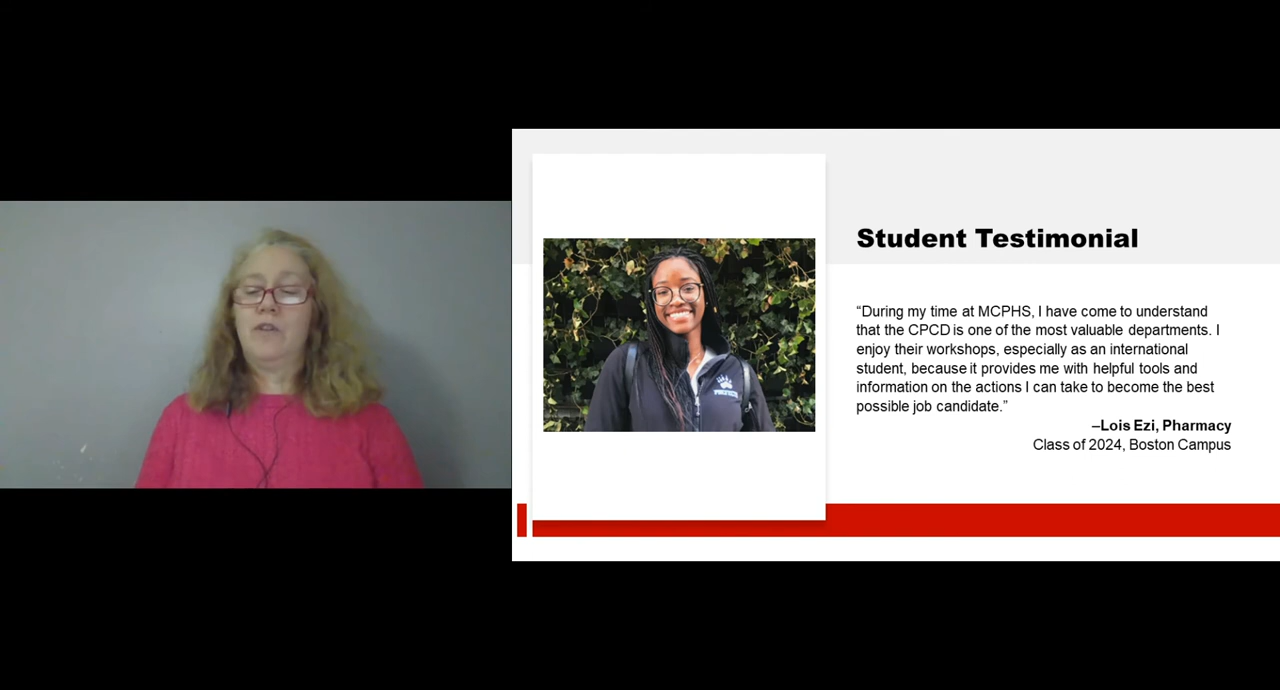 Student Testimonial
“During my time at MCPHS, I have come to understand
that the CPCD is one of the most valuable departments. I
enjoy their workshops, especially as an international
student, because it provides me with helpful tools and
information on the actions I can take to become the best
possible job candidate.”
–Lois Ezi, Pharmacy
Class of 2024, Boston Campus